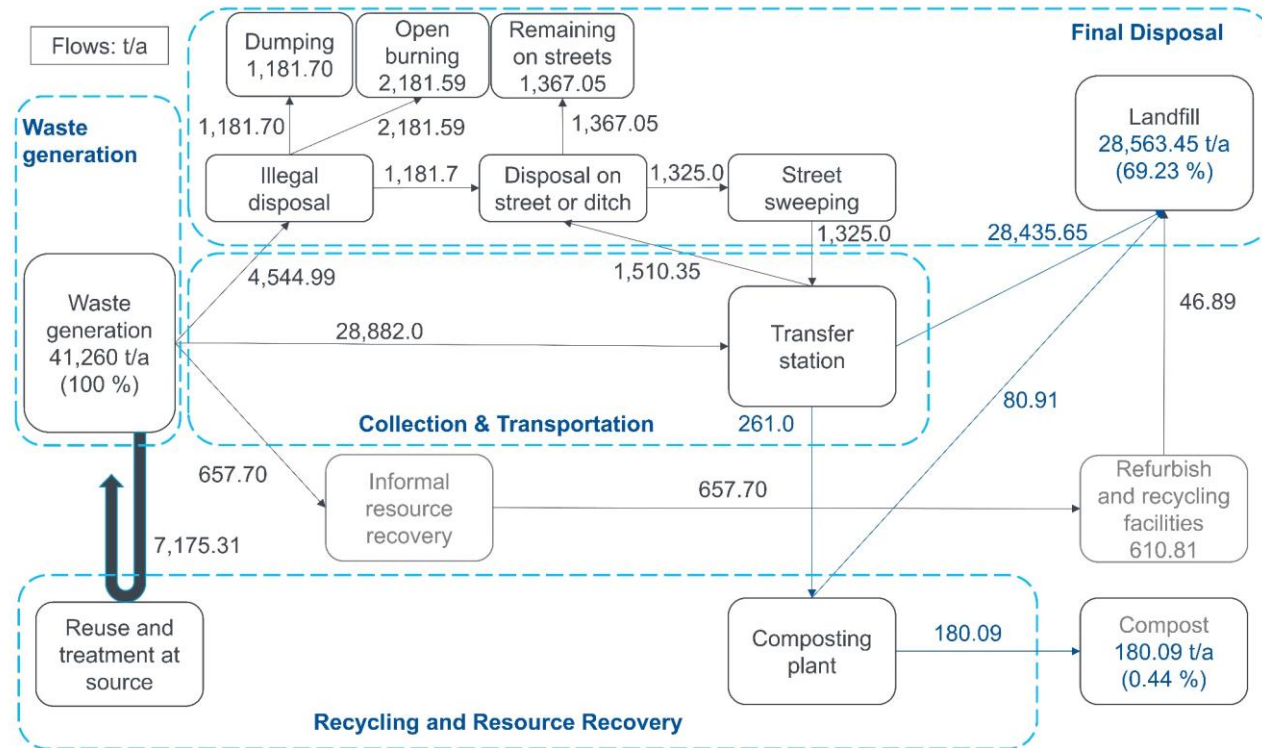 Flows: t/a
Dumping
1,181.70
Open
burning
2,181.59
Remaining
on streets
1,367.05
Final Disposal
Waste
generation
1,181.70
2,181.59
1,367.05
Landfill
28,563.45 t/a
(69.23 %)
Illegal
disposal
1,181.7
Disposal on
street or ditch
1,325.0
Street
sweeping
1,325.0
28,435.65
4,544.99
1,510.35
46.89
Waste
generation
41,260 t/a
(100 %)
28,882.0
Transfer
station
80.91
Collection & Transportation
261.0
657.70
Informal
resource
recovery
657.70
Refurbish
and recycling
facilities
610.81
7,175.31
Reuse and
treatment at
source
Composting
plant
180.09
Compost
180.09 t/a
(0.44 %)
Recycling and Resource Recovery